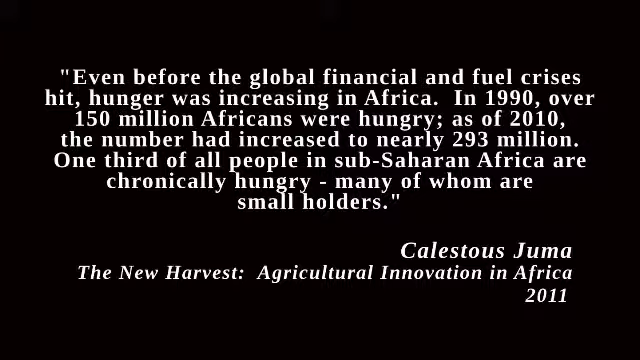 "Even before the global financial and fuel crises
hit, hunger was increasing in Africa.  In 1990, over
150 million Africans were hungry; as of 2010,
the number had increased to nearly 293 million.
One third of all people in sub-Saharan Africa are
chronically hungry - many of whom are
small holders."
Calestous Juma
The New Harvest:  Agricultural Innovation in Africa
2011